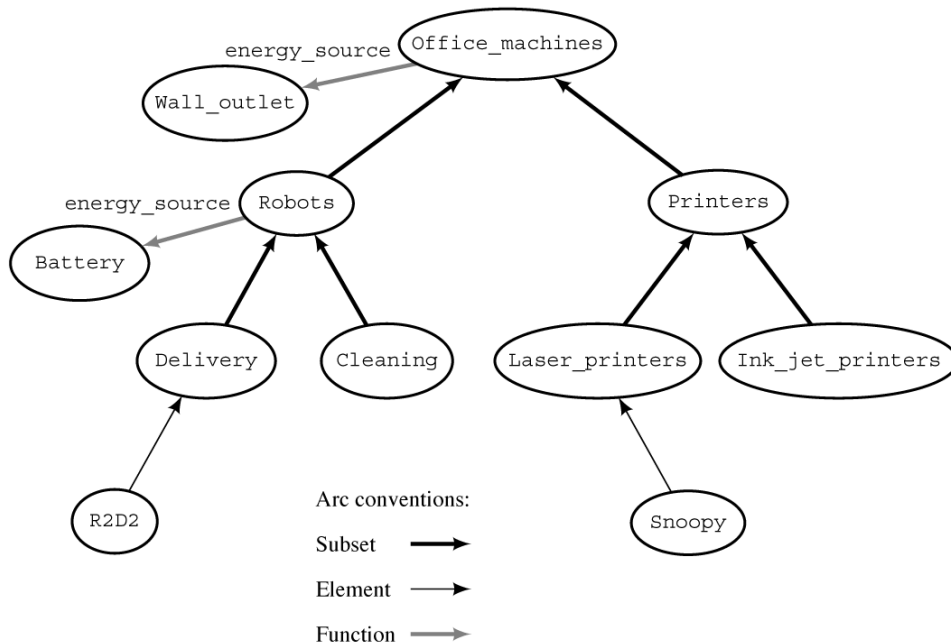 Office_machines
energy_source
Wall_outlet
Robots
Printers
energy_source
Battery
Delivery
Cleaning
Laser_printers
Ink_jet_printers
R2D2
Snoopy
Arc conventions:
Subset
Element
Function